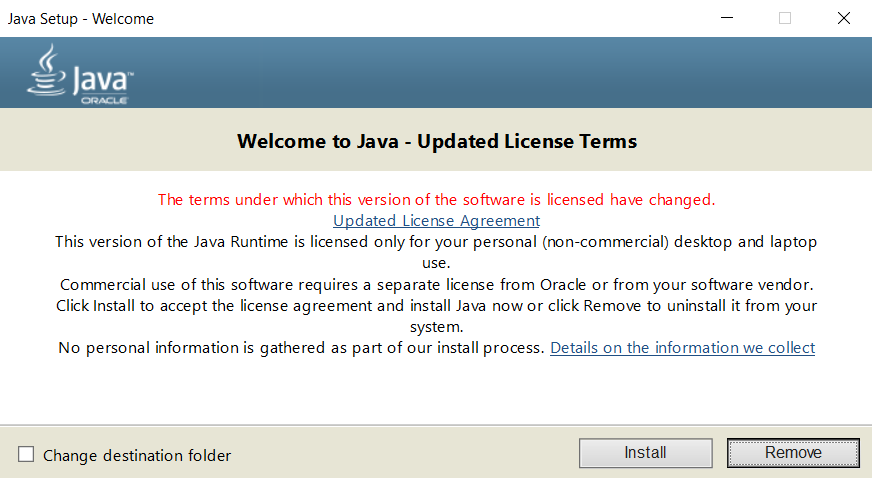 Java Setup - Welcome
Java™
ORACLE
Welcome to Java - Updated License Terms
The terms under which this version of the software is licensed have changed.
Updated License Agreement
This version of the Java Runtime is licensed only for your personal (non-commercial) desktop and laptop
use.
Commercial use of this software requires a separate license from Oracle or from your software vendor.
Click Install to accept the license agreement and install Java now or click Remove to uninstall it from your
system.
No personal information is gathered as part of our install process. Details on the information we collect
Change destination folder
Install
Remove